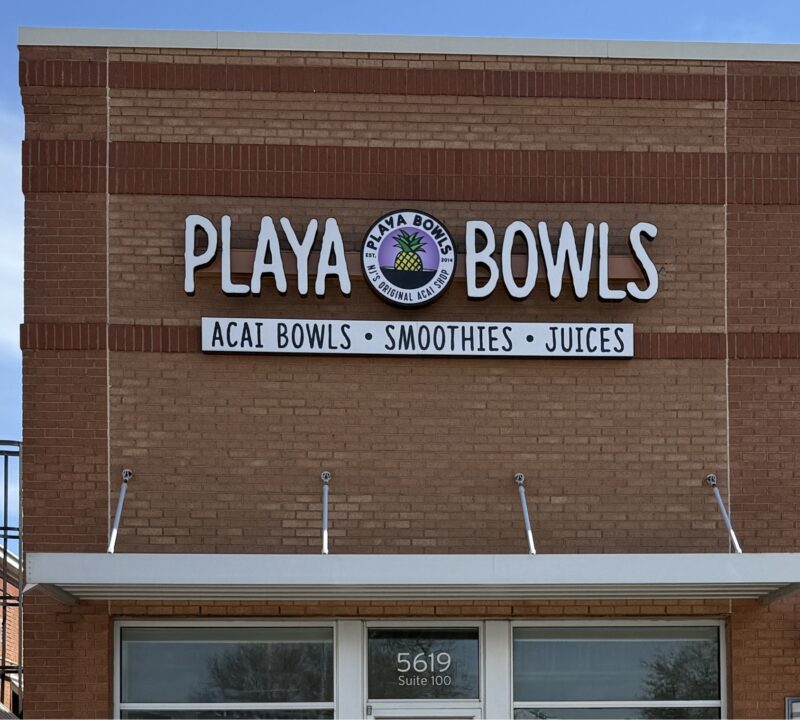 PLAYA BOWLS
PLAYA BOWLS
EST. 2014
NJ'S ORIGINAL ACAI SHOP
ACAI BOWLS • SMOOTHIES • JUICES
5619
Suite 100